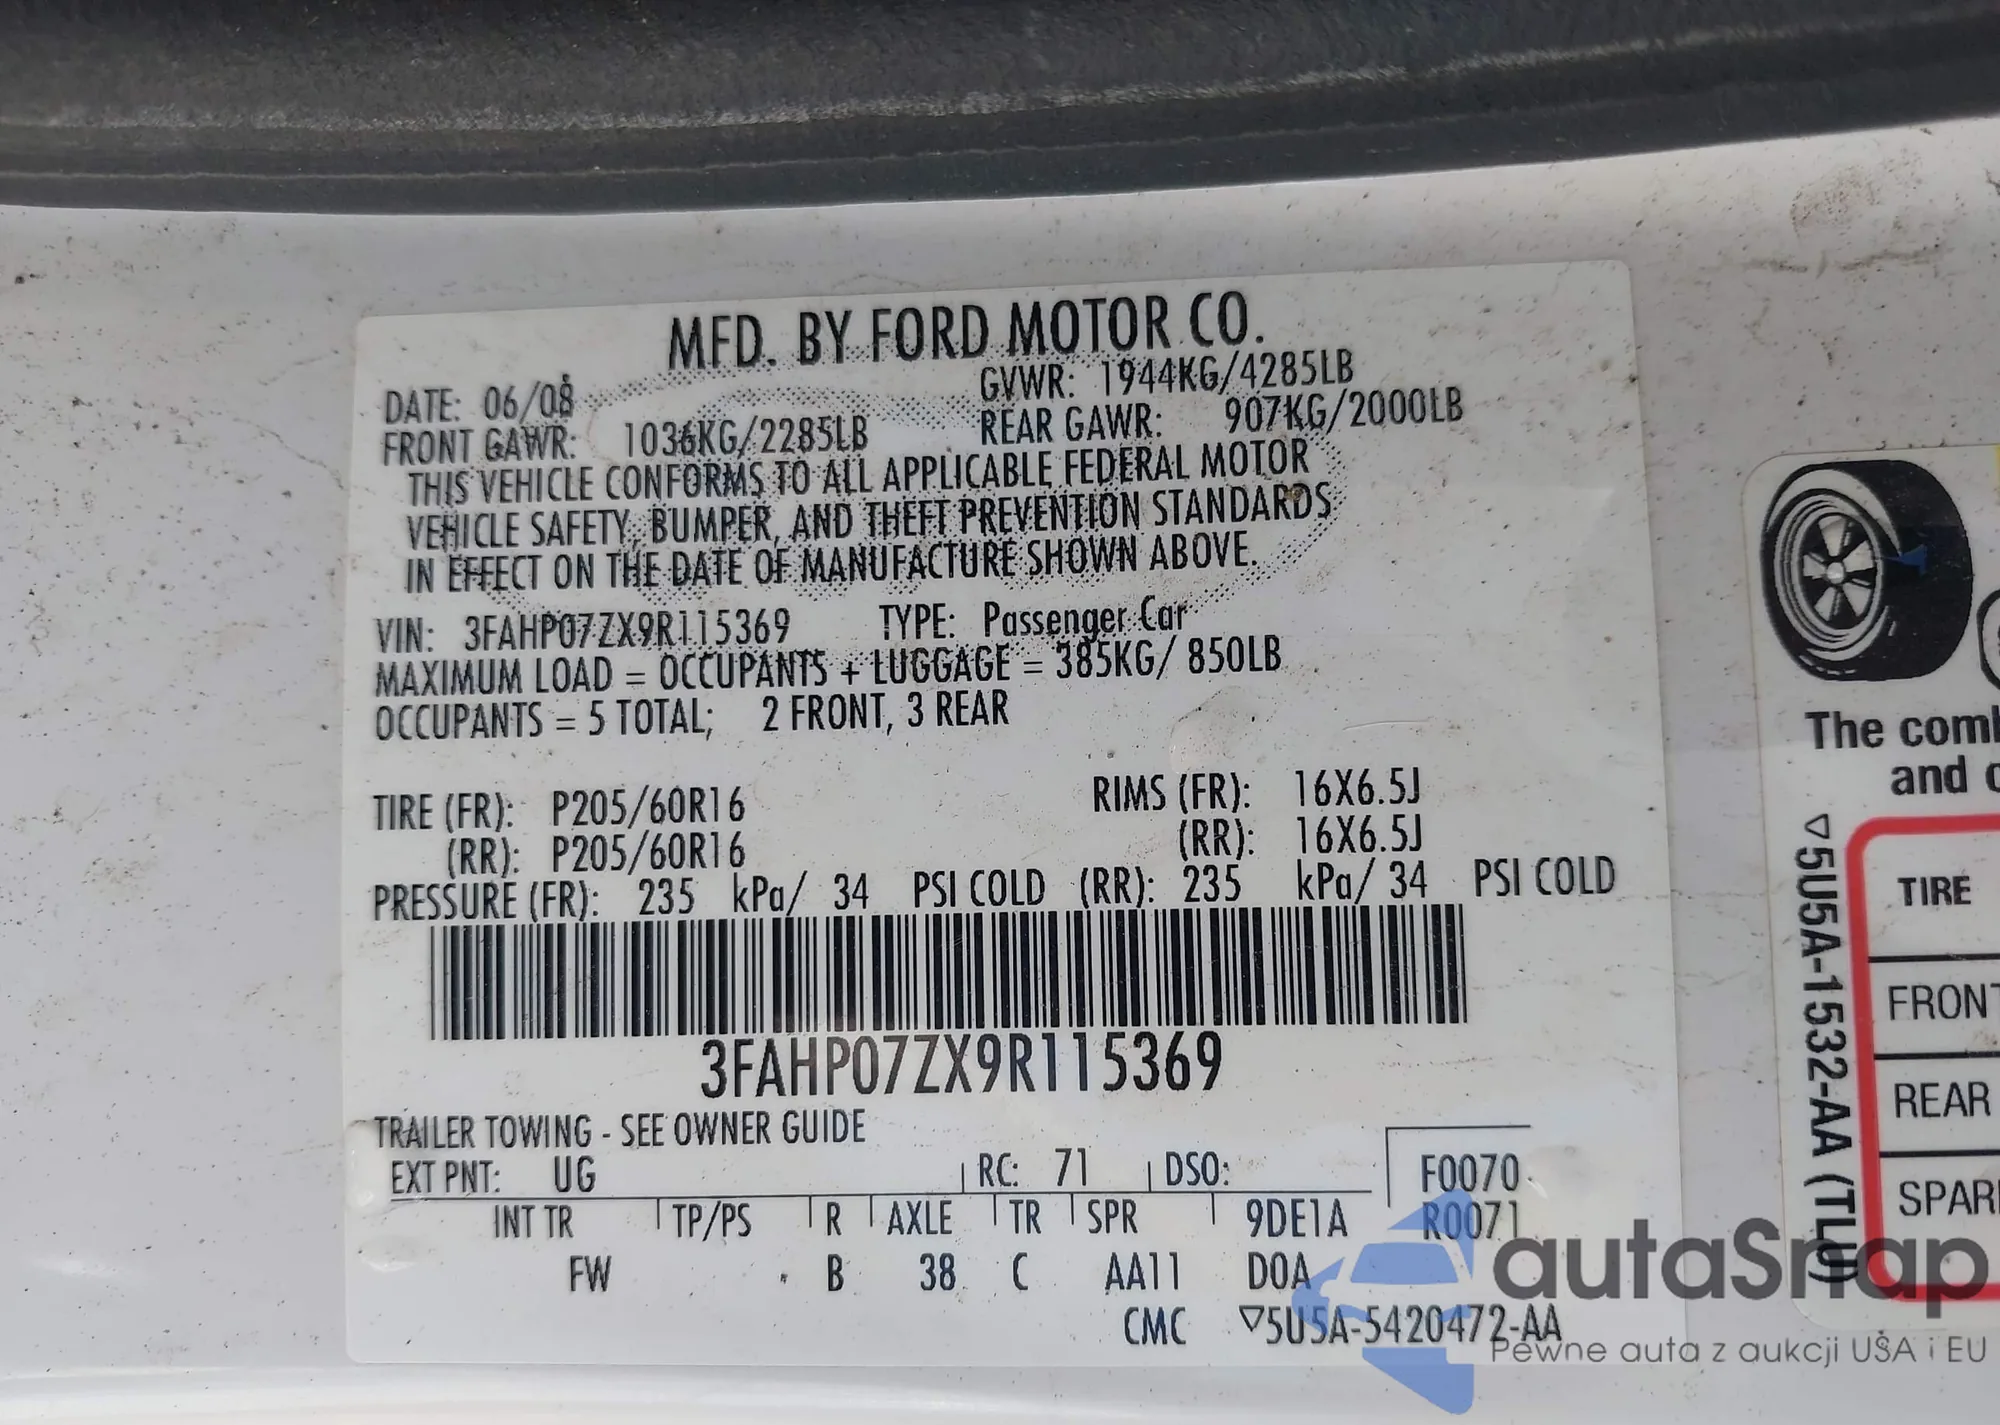 MFD. BY FORD MOTOR CO.
DATE: 06/08 GVWR: 1944KG/4285LB
FRONT GAWR: 1036KG/2285LB REAR GAWR: 907KG/2000LB
THIS VEHICLE CONFORMS TO ALL APPLICABLE FEDERAL MOTOR
VEHICLE SAFETY, BUMPER, AND THEFT PREVENTION STANDARDS
IN EFFECT ON THE DATE OF MANUFACTURE SHOWN ABOVE.
VIN: 3FAHP07ZX9R115369 TYPE: Passenger Car
MAXIMUM LOAD = OCCUPANTS + LUGGAGE = 385KG/ 850LB
OCCUPANTS = 5 TOTAL; 2 FRONT, 3 REAR
TIRE (FR): P205/60R16 RIMS (FR): 16X6.5J
(RR): P205/60R16 (RR): 16X6.5J
PRESSURE (FR): 235 kPa/ 34 PSI COLD (RR): 235 kPa/ 34 PSI COLD
3FAHP07ZX9R115369
TRAILER TOWING - SEE OWNER GUIDE
EXT PNT: UG RC: 71 DSO: F0070
INT TR TP/PS R AXLE TR SPR 9DE1A R0071
FW B 38 C AA11 D0A
CMC ▽5U5A-5420472-AA
The
and
▽5U5A-1532-AA (TLU)
TIRE
FRONT
REAR
autaSnap
Pewne auta z aukcji USA i EU